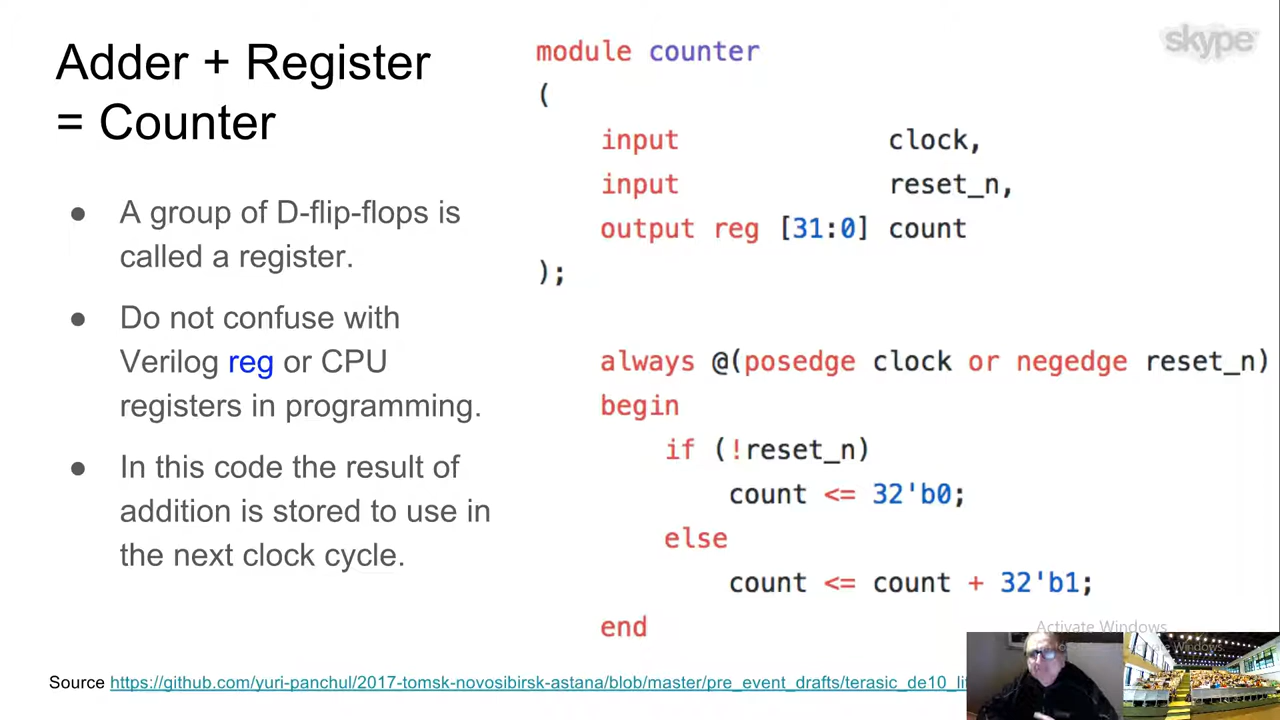 Adder + Register
= Counter
● A group of D-flip-flops is
called a register.
● Do not confuse with
Verilog reg or CPU
registers in programming.
● In this code the result of
addition is stored to use in
the next clock cycle.
module counter
(
input clock,
input reset_n,
output reg [31:0] count
);
always @(posedge clock or negedge reset_n)
begin
if (!reset_n)
count <= 32'b0;
else
count <= count + 32'b1;
end
Source https://github.com/yuri-panchul/2017-tomsk-novosibirsk-astana/blob/master/pre_event_drafts/terasic_de10_li
skype
Activate Windows
Windows.